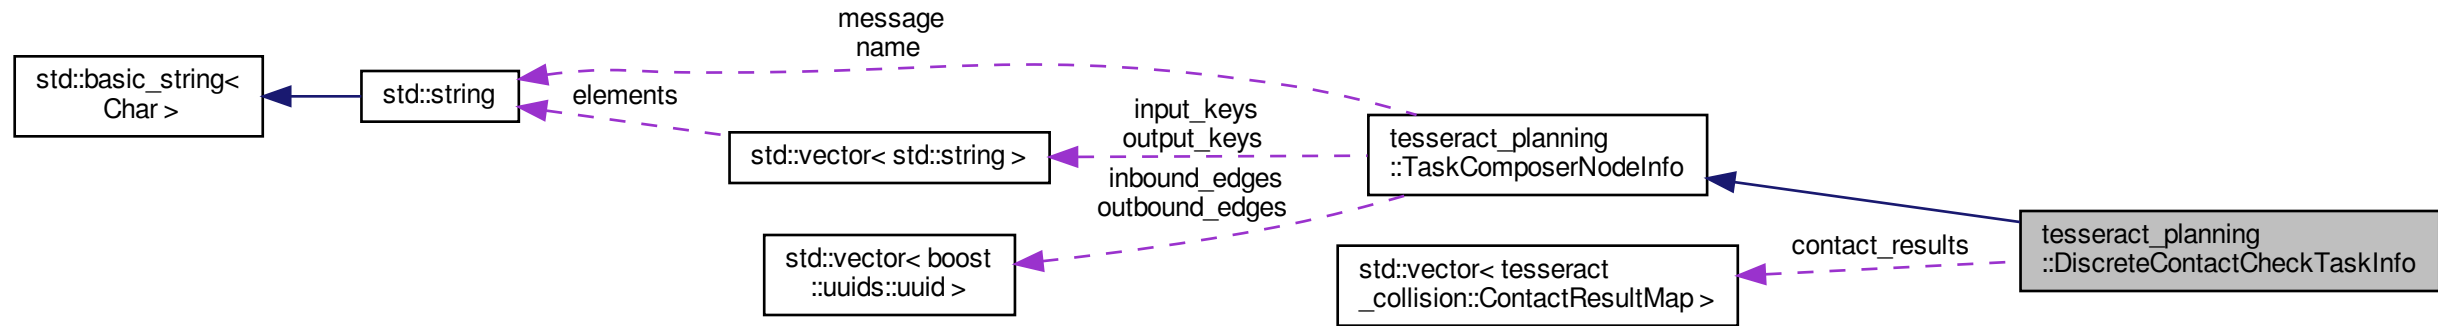 message
name
std::basic_string<
Char >
std::string
elements
std::vector< std::string >
input_keys
output_keys
inbound_edges
outbound_edges
std::vector< boost
::uuids::uuid >
tesseract_planning
::TaskComposerNodeInfo
std::vector< tesseract
_collision::ContactResultMap >
contact_results
tesseract_planning
::DiscreteContactCheckTaskInfo